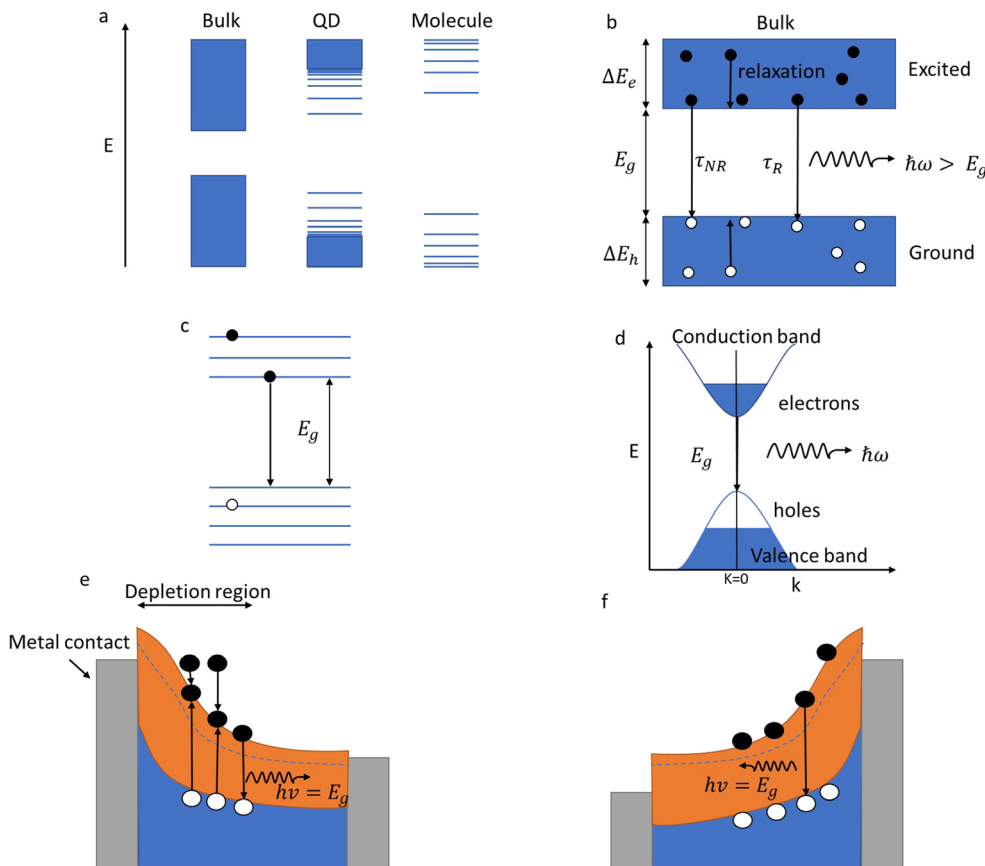 a
Bulk
QD
Molecule
E
b
Bulk
ΔE_e
relaxation
Excited
E_g
τ_NR
τ_R
ħω > E_g
ΔE_h
Ground
c
E_g
d
Conduction band
electrons
E
E_g
ħω
holes
Valence band
K=0
k
e
Depletion region
Metal contact
hv = E_g
f
hv = E_g